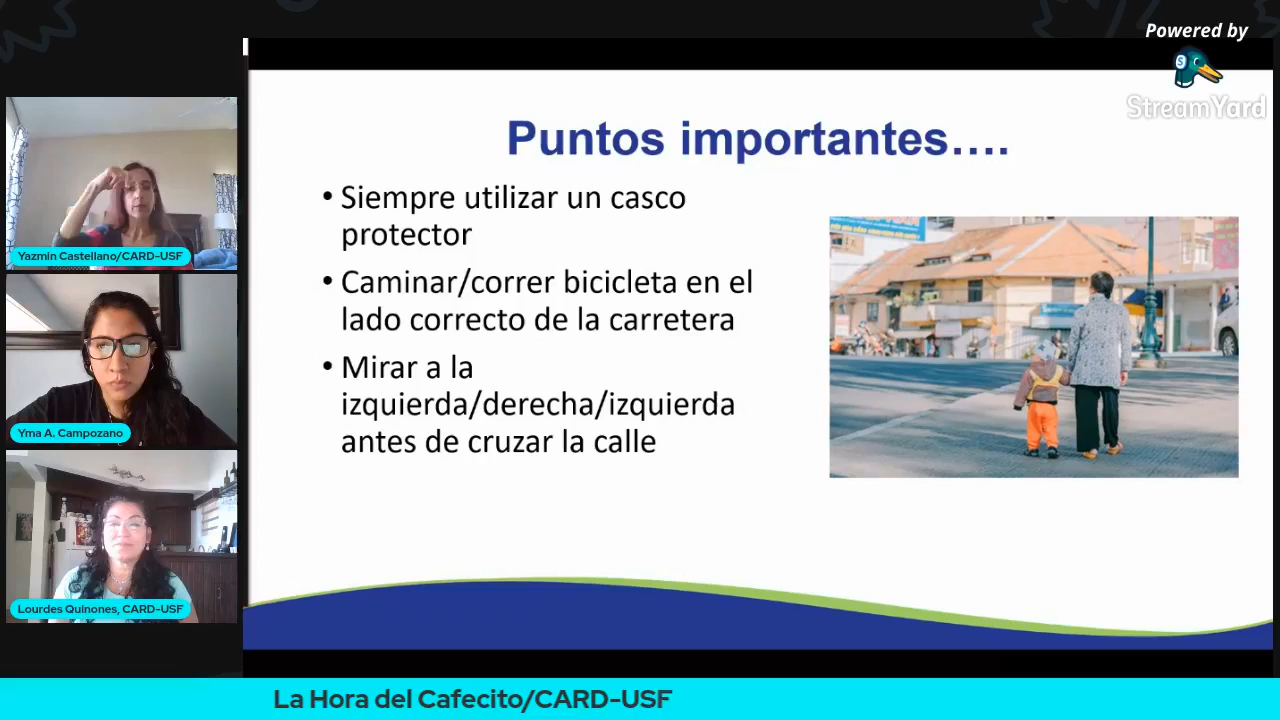 Powered by
StreamYard
Puntos importantes….
• Siempre utilizar un casco
protector
• Caminar/correr bicicleta en el
lado correcto de la carretera
• Mirar a la
izquierda/derecha/izquierda
antes de cruzar la calle
Yazmín Castellano/CARD-USF
Yma A. Campozano
Lourdes Quinones, CARD-USF
La Hora del Cafecito/CARD-USF